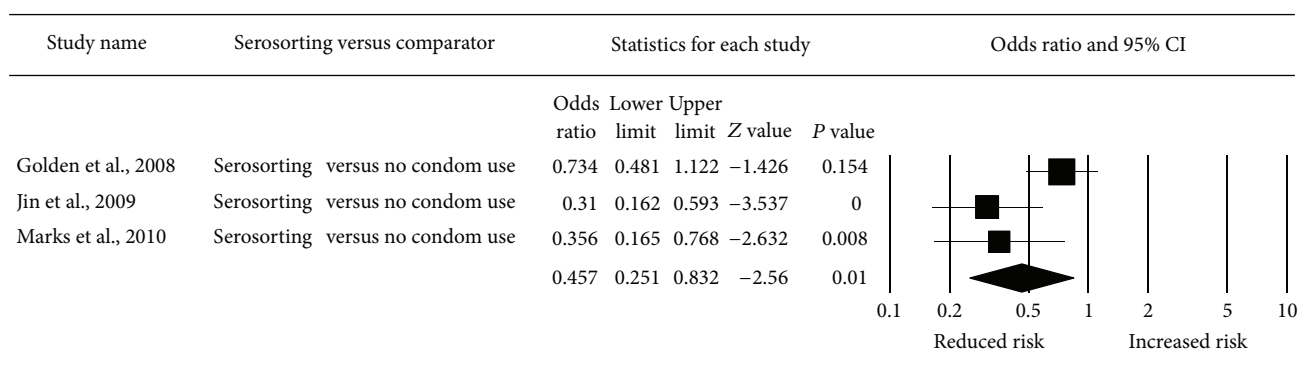 Study name Serosorting versus comparator Statistics for each study Odds ratio and 95% CI
Odds Lower Upper
ratio limit limit Z value P value
Golden et al., 2008 Serosorting versus no condom use 0.734 0.481 1.122 −1.426 0.154
Jin et al., 2009 Serosorting versus no condom use 0.31 0.162 0.593 −3.537 0
Marks et al., 2010 Serosorting versus no condom use 0.356 0.165 0.768 −2.632 0.008
0.457 0.251 0.832 −2.56 0.01
0.1 0.2 0.5 1 2 5 10
Reduced risk Increased risk